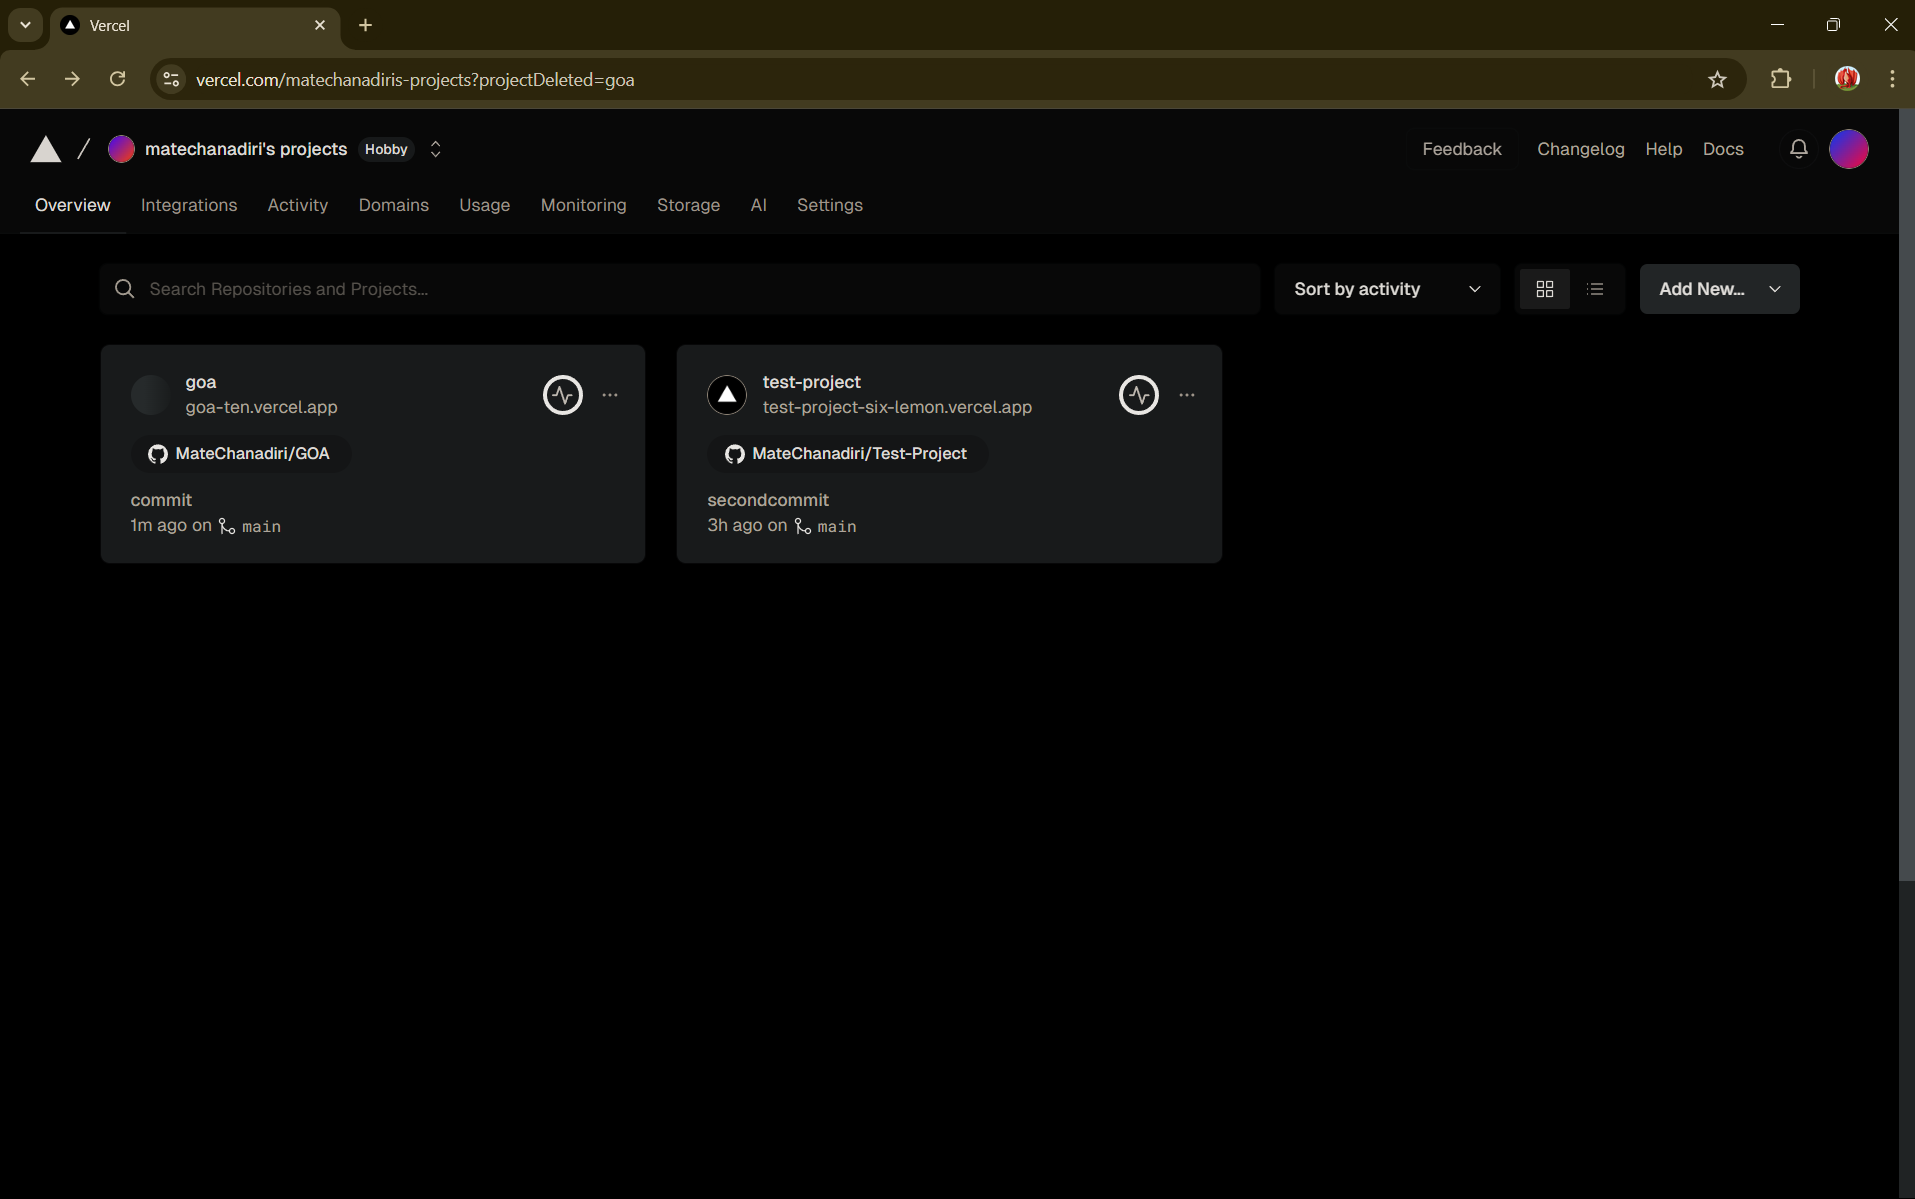 Vercel
vercel.com/matechanadiris-projects?projectDeleted=goa
matechanadiri's projects Hobby
Feedback Changelog Help Docs
Overview Integrations Activity Domains Usage Monitoring Storage AI Settings
Search Repositories and Projects...
Sort by activity
Add New...
goa
goa-ten.vercel.app
MateChanadiri/GOA
commit
1m ago on main
test-project
test-project-six-lemon.vercel.app
MateChanadiri/Test-Project
secondcommit
3h ago on main